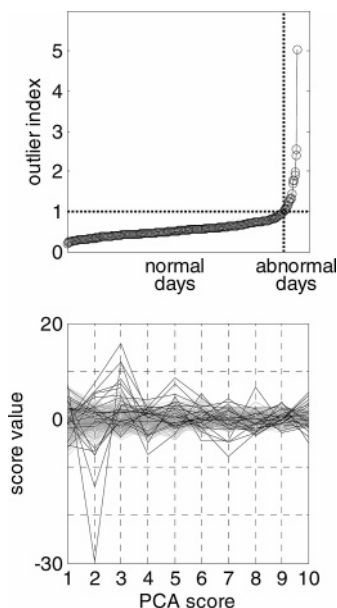 5
4
3
2
1
0
outlier index
normal abnormal
days days
20
0
-30
score value
1 2 3 4 5 6 7 8 9 10
PCA score